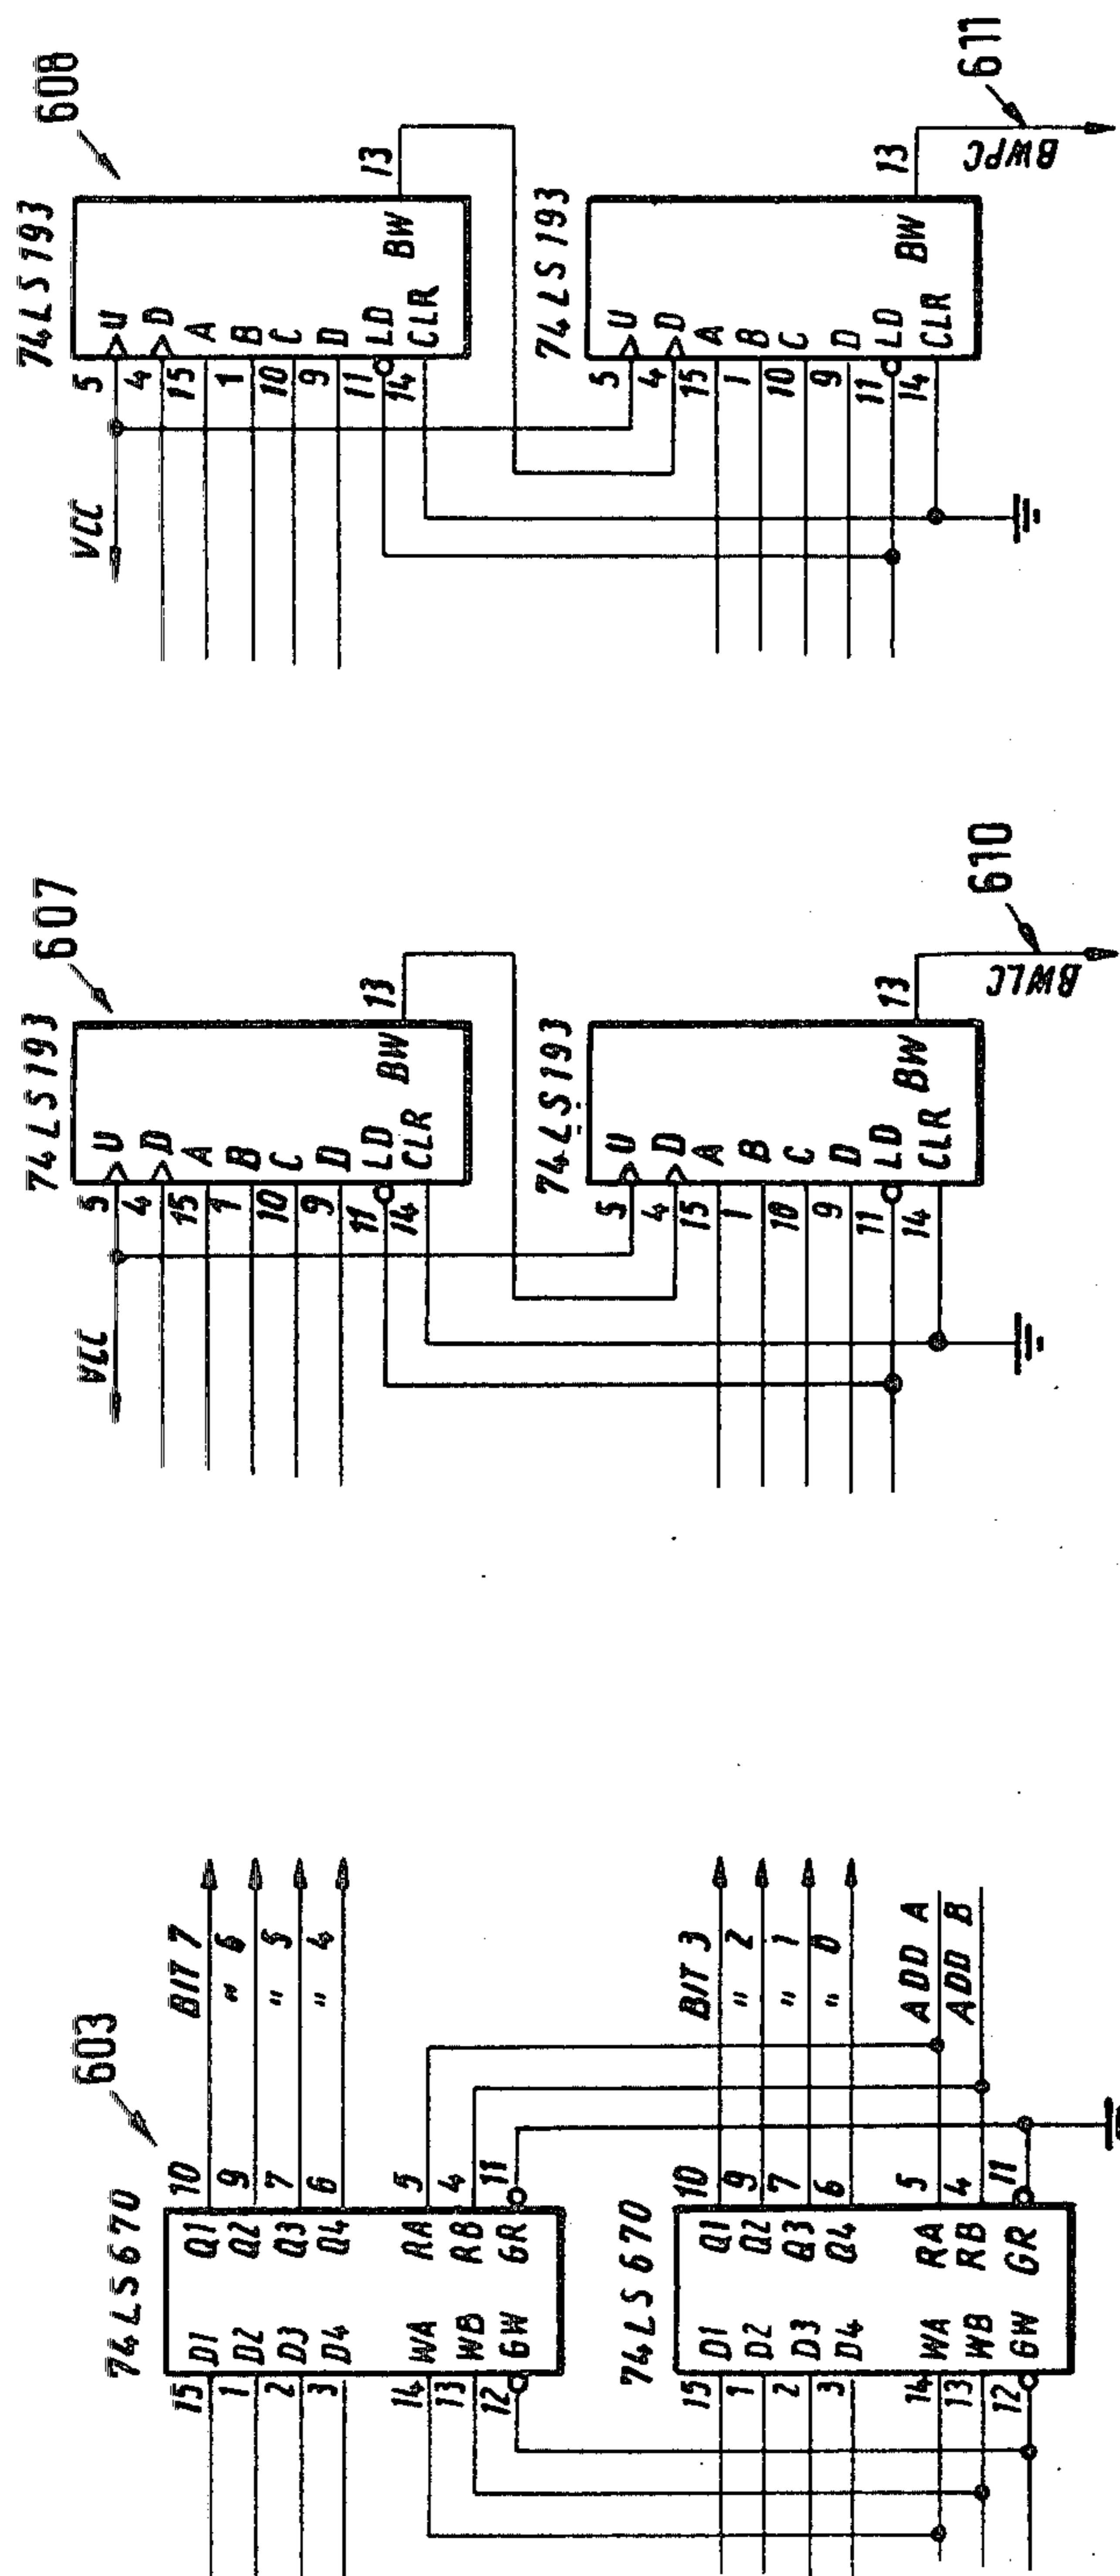 603
74LS670
15 D1 Q1 10 BIT 7
1 D2 Q2 9 " 6
2 D3 Q3 7 " 5
3 D4 Q4 6 " 4
14 WA RA 5
13 WB RB 4
12 GW GR 11
74LS670
15 D1 Q1 10 BIT 3
1 D2 Q2 9 " 2
2 D3 Q3 7 " 1
3 D4 Q4 6 " 0
14 WA RA 5 ADD A
13 WB RB 4 ADD B
12 GW GR 11
607
74LS193
VCC 5 U
4 D
15 A
1 B
10 C
9 D
11 LD BW 13
14 CLR
74LS193
5 U
4 D
15 A
1 B
10 C
9 D
11 LD BW 13
14 CLR
BWLC
610
608
74LS193
VCC 5 U
4 D
15 A
1 B
10 C
9 D
11 LD BW 13
14 CLR
74LS193
5 U
4 D
15 A
1 B
10 C
9 D
11 LD BW 13
14 CLR
BWPC
611